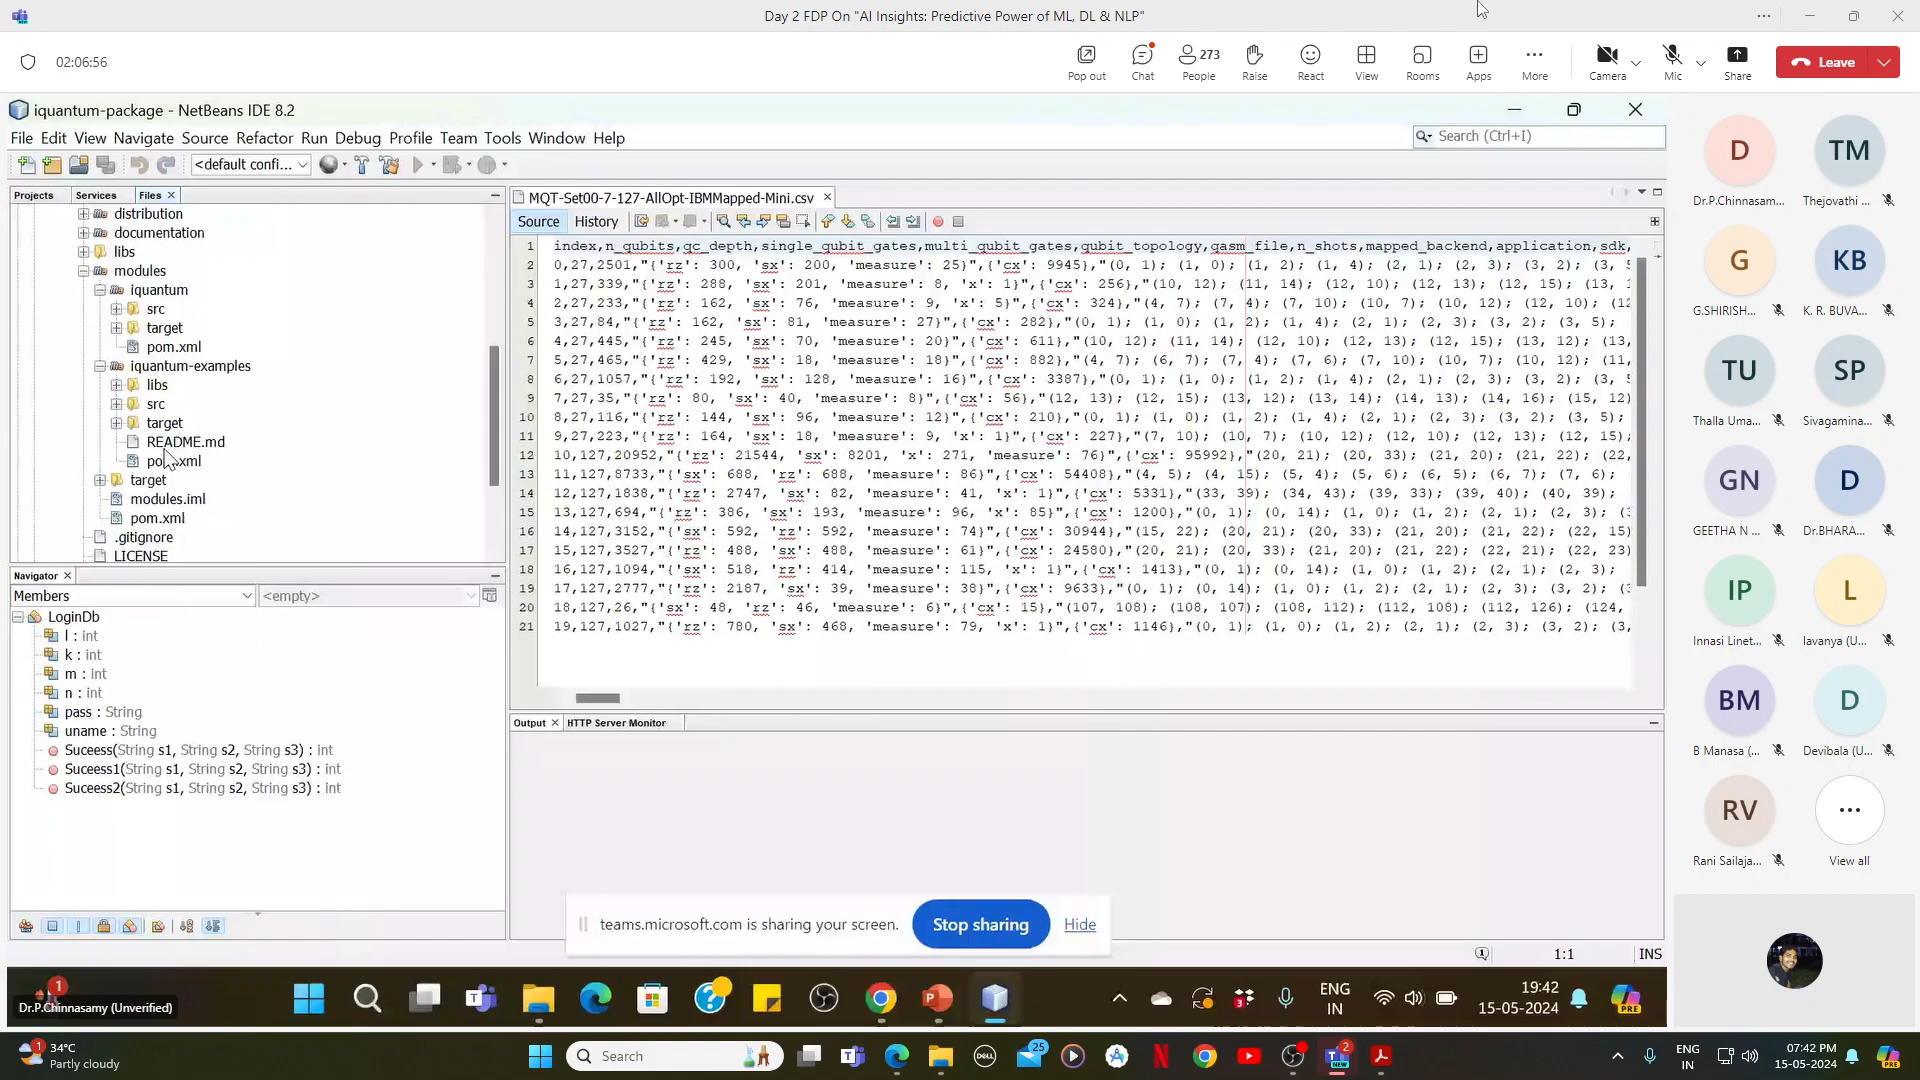 Day 2 FDP On "AI Insights: Predictive Power of ML, DL & NLP"
02:06:56
Pop out
Chat
273
People
Raise
React
View
Rooms
Apps
More
Camera
Mic
Share
Leave
iquantum-package - NetBeans IDE 8.2
File Edit View Navigate Source Refactor Run Debug Profile Team Tools Window Help
Search (Ctrl+I)
<default confi...
Projects
Services
Files
distribution
documentation
libs
modules
iquantum
src
target
pom.xml
iquantum-examples
libs
src
target
README.md
target
modules.iml
pom.xml
.gitignore
LICENSE
Navigator
Members
<empty>
LoginDb
l : int
k : int
m : int
n : int
pass : String
uname : String
Suceess(String s1, String s2, String s3) : int
Suceess1(String s1, String s2, String s3) : int
Suceess2(String s1, String s2, String s3) : int
MQT-Set00-7-127-AllOpt-IBMMapped-Mini.csv
Source
History
1 index,n_qubits,qc_depth,single_qubit_gates,multi_qubit_gates,qubit_topology,qasm_file,n_shots,mapped_backend,application,sdk,
2 0,27,2501,"{'rz': 300, 'sx': 200, 'measure': 25}",{'cx': 9945},"(0, 1); (1, 0); (1, 2); (1, 4); (2, 1); (2, 3); (3, 2); (3, 5
3 1,27,339,"{'rz': 288, 'sx': 201, 'measure': 8, 'x': 1}",{'cx': 256},"(10, 12); (11, 14); (12, 10); (12, 13); (12, 15); (13, 1
4 2,27,233,"{'rz': 162, 'sx': 76, 'measure': 9, 'x': 5}",{'cx': 324},"(4, 7); (7, 4); (7, 10); (10, 7); (10, 12); (12, 10); (12
5 3,27,84,"{'rz': 162, 'sx': 81, 'measure': 27}",{'cx': 282},"(0, 1); (1, 0); (1, 2); (1, 4); (2, 1); (2, 3); (3, 2); (3, 5);
6 4,27,445,"{'rz': 245, 'sx': 70, 'measure': 20}",{'cx': 611},"(10, 12); (11, 14); (12, 10); (12, 13); (12, 15); (13, 12); (13,
7 5,27,465,"{'rz': 429, 'sx': 18, 'measure': 18}",{'cx': 882},"(4, 7); (6, 7); (7, 4); (7, 6); (7, 10); (10, 7); (10, 12); (11,
8 6,27,1057,"{'rz': 192, 'sx': 128, 'measure': 16}",{'cx': 3387},"(0, 1); (1, 0); (1, 2); (1, 4); (2, 1); (2, 3); (3, 2); (3, 5
9 7,27,35,"{'rz': 80, 'sx': 40, 'measure': 8}",{'cx': 56},"(12, 13); (12, 15); (13, 12); (13, 14); (14, 13); (14, 16); (15, 12)
10 8,27,116,"{'rz': 144, 'sx': 96, 'measure': 12}",{'cx': 210},"(0, 1); (1, 0); (1, 2); (1, 4); (2, 1); (2, 3); (3, 2); (3, 5);
11 9,27,223,"{'rz': 164, 'sx': 18, 'measure': 9, 'x': 1}",{'cx': 227},"(7, 10); (10, 7); (10, 12); (12, 10); (12, 13); (12, 15);
12 10,127,20952,"{'rz': 21544, 'sx': 8201, 'x': 271, 'measure': 76}",{'cx': 95992},"(20, 21); (20, 33); (21, 20); (21, 22); (22,
13 11,127,8733,"{'sx': 688, 'rz': 688, 'measure': 86}",{'cx': 54408},"(4, 5); (4, 15); (5, 4); (5, 6); (6, 5); (6, 7); (7, 6);
14 12,127,1838,"{'rz': 2747, 'sx': 82, 'measure': 41, 'x': 1}",{'cx': 5331},"(33, 39); (34, 43); (39, 33); (39, 40); (40, 39);
15 13,127,694,"{'rz': 386, 'sx': 193, 'measure': 96, 'x': 85}",{'cx': 1200},"(0, 1); (0, 14); (1, 0); (1, 2); (2, 1); (2, 3); (
16 14,127,3152,"{'sx': 592, 'rz': 592, 'measure': 74}",{'cx': 30944},"(15, 22); (20, 21); (20, 33); (21, 20); (21, 22); (22, 15)
17 15,127,3527,"{'rz': 488, 'sx': 488, 'measure': 61}",{'cx': 24580},"(20, 21); (20, 33); (21, 20); (21, 22); (22, 21); (22, 23)
18 16,127,1094,"{'sx': 518, 'rz': 414, 'measure': 115, 'x': 1}",{'cx': 1413},"(0, 1); (0, 14); (1, 0); (1, 2); (2, 1); (2, 3);
19 17,127,2777,"{'rz': 2187, 'sx': 39, 'measure': 38}",{'cx': 9633},"(0, 1); (0, 14); (1, 0); (1, 2); (2, 1); (2, 3); (3, 2); (3
20 18,127,26,"{'sx': 48, 'rz': 46, 'measure': 6}",{'cx': 15},"(107, 108); (108, 107); (108, 112); (112, 108); (112, 126); (124,
21 19,127,1027,"{'rz': 780, 'sx': 468, 'measure': 79, 'x': 1}",{'cx': 1146},"(0, 1); (1, 0); (1, 2); (2, 1); (2, 3); (3, 2); (3,
Output
HTTP Server Monitor
teams.microsoft.com is sharing your screen.
Stop sharing
Hide
1:1
INS
D
Dr.P.Chinnasam...
TM
Thejovathi ...
G
G.SHIRISH...
KB
K. R. BUVA...
TU
Thalla Uma...
SP
Sivagamina...
GN
GEETHA N ...
D
Dr.BHARA...
IP
Innasi Linet...
L
lavanya (U...
BM
B Manasa (...
D
Devibala (U...
RV
Rani Sailaja...
View all
1
Dr.P.Chinnasamy (Unverified)
3
ENG
IN
19:42
15-05-2024
PRE
1
34°C
Partly cloudy
Search
DELL
25
2
ENG
IN
07:42 PM
15-05-2024
PRE